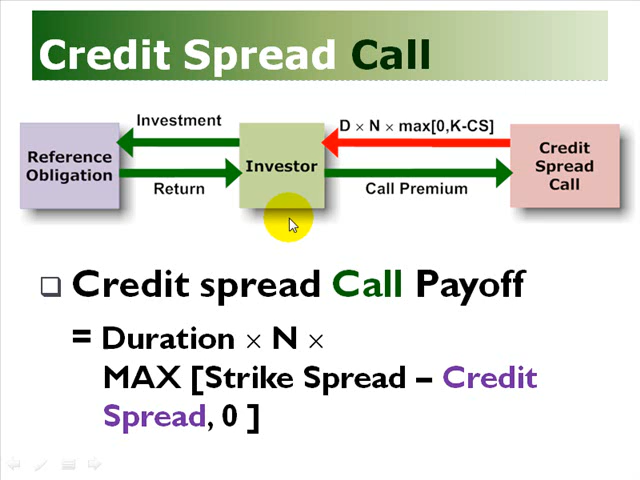 Credit Spread Call
Investment
D × N × max[0,K-CS]
Reference
Obligation
Investor
Credit
Spread
Call
Return
Call Premium
Credit spread Call Payoff
= Duration × N ×
MAX [Strike Spread – Credit
Spread, 0 ]